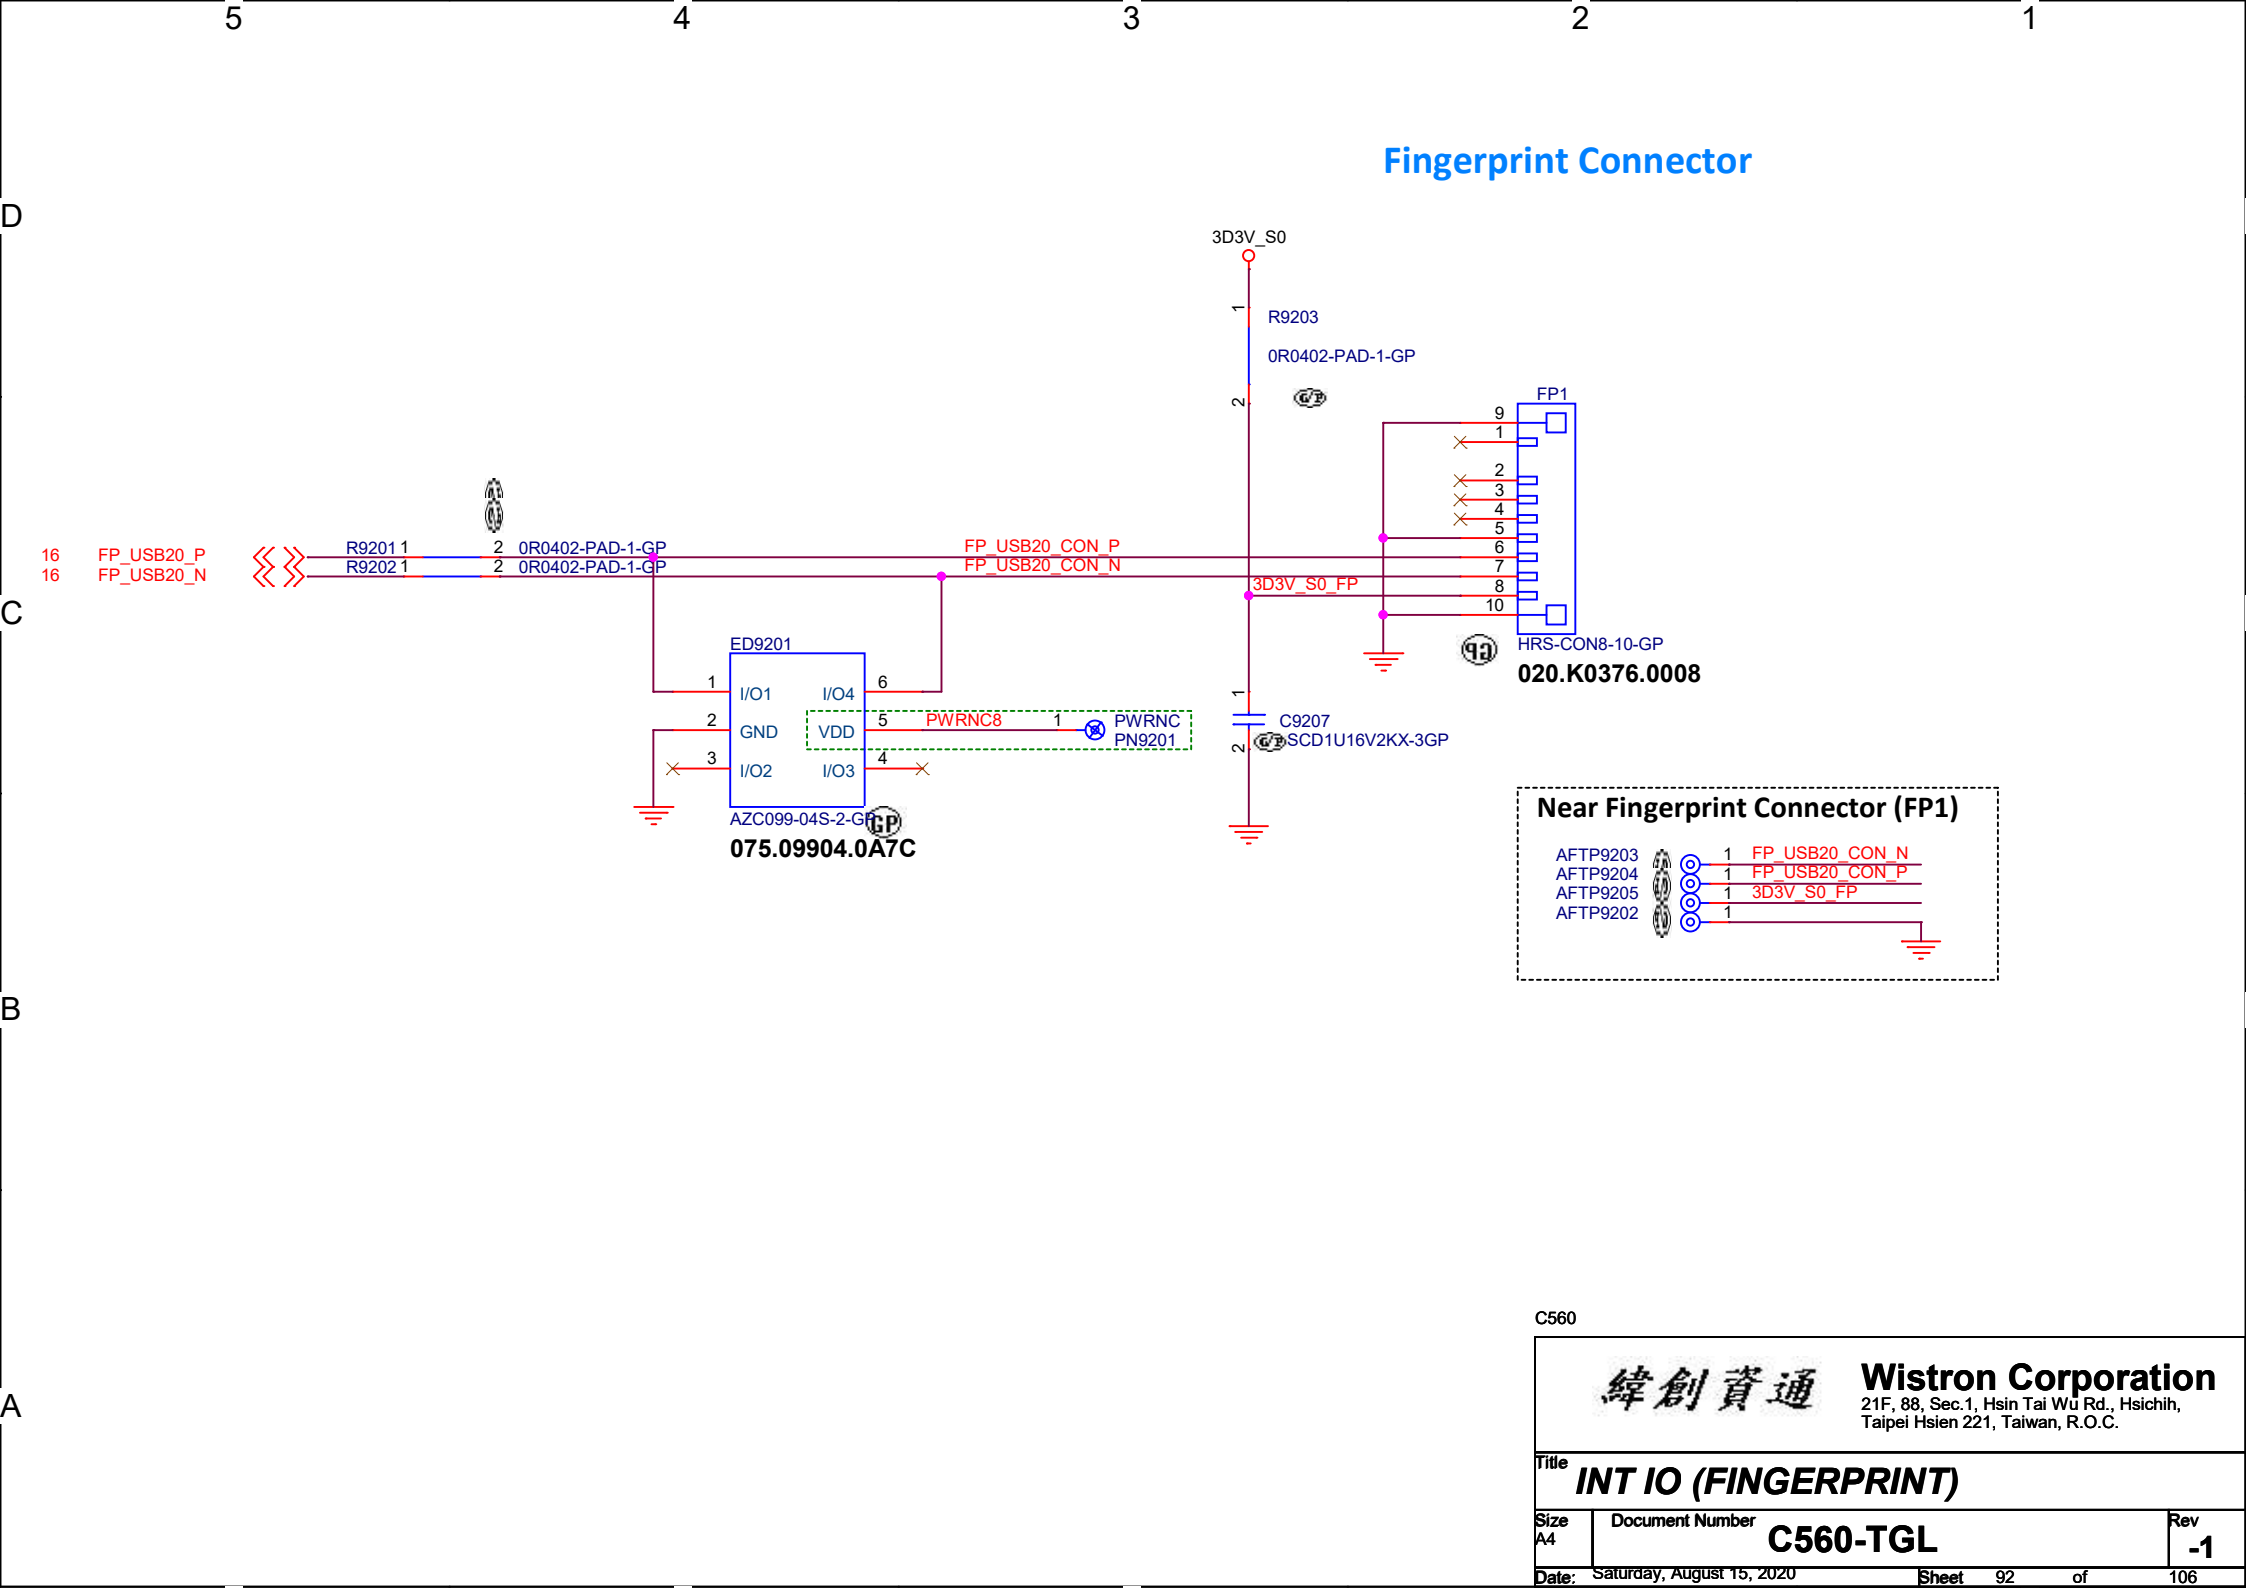 5 4 3 2 1
Fingerprint Connector
D
3D3V_S0
1
R9203
0R0402-PAD-1-GP
2
G/P
FP1
9
1
2
3
4
5
6
7
8
10
16 FP_USB20_P R9201 1 2 0R0402-PAD-1-GP FP_USB20_CON_P
16 FP_USB20_N R9202 1 2 0R0402-PAD-1-GP FP_USB20_CON_N
3D3V_S0_FP
C
HRS-CON8-10-GP
GP
020.K0376.0008
ED9201
1 I/O1 I/O4 6
2 GND VDD 5 PWRNC8 1 PWRNC
PN9201
3 I/O2 I/O3 4
AZC099-04S-2-GP
GP
075.09904.0A7C
1
C9207
2
G/P SCD1U16V2KX-3GP
Near Fingerprint Connector (FP1)
AFTP9203 1 FP_USB20_CON_N
AFTP9204 1 FP_USB20_CON_P
AFTP9205 1 3D3V_S0_FP
AFTP9202 1
B
A
C560
緯創資通 Wistron Corporation
21F, 88, Sec.1, Hsin Tai Wu Rd., Hsichih,
Taipei Hsien 221, Taiwan, R.O.C.
Title
INT IO (FINGERPRINT)
Size
A4
Document Number
C560-TGL
Rev
-1
Date: Saturday, August 15, 2020 Sheet 92 of 106